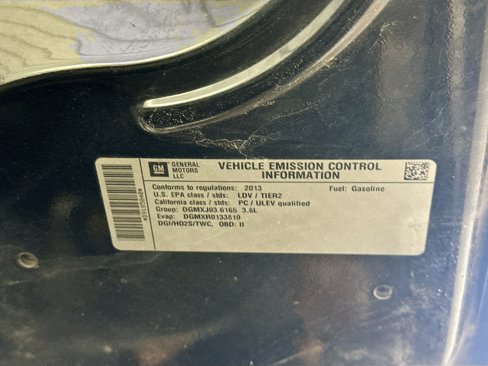 GM GENERAL MOTORS LLC
VEHICLE EMISSION CONTROL INFORMATION
Conforms to regulations: 2013 Fuel: Gasoline
U.S. EPA class / stds: LDV / TIER2
California class / stds: PC / ULEV qualified
Group: DGMXJ03.6165 3.6L
Evap: DGMXR0133810
DGI/HO2S/TWC, OBD: II